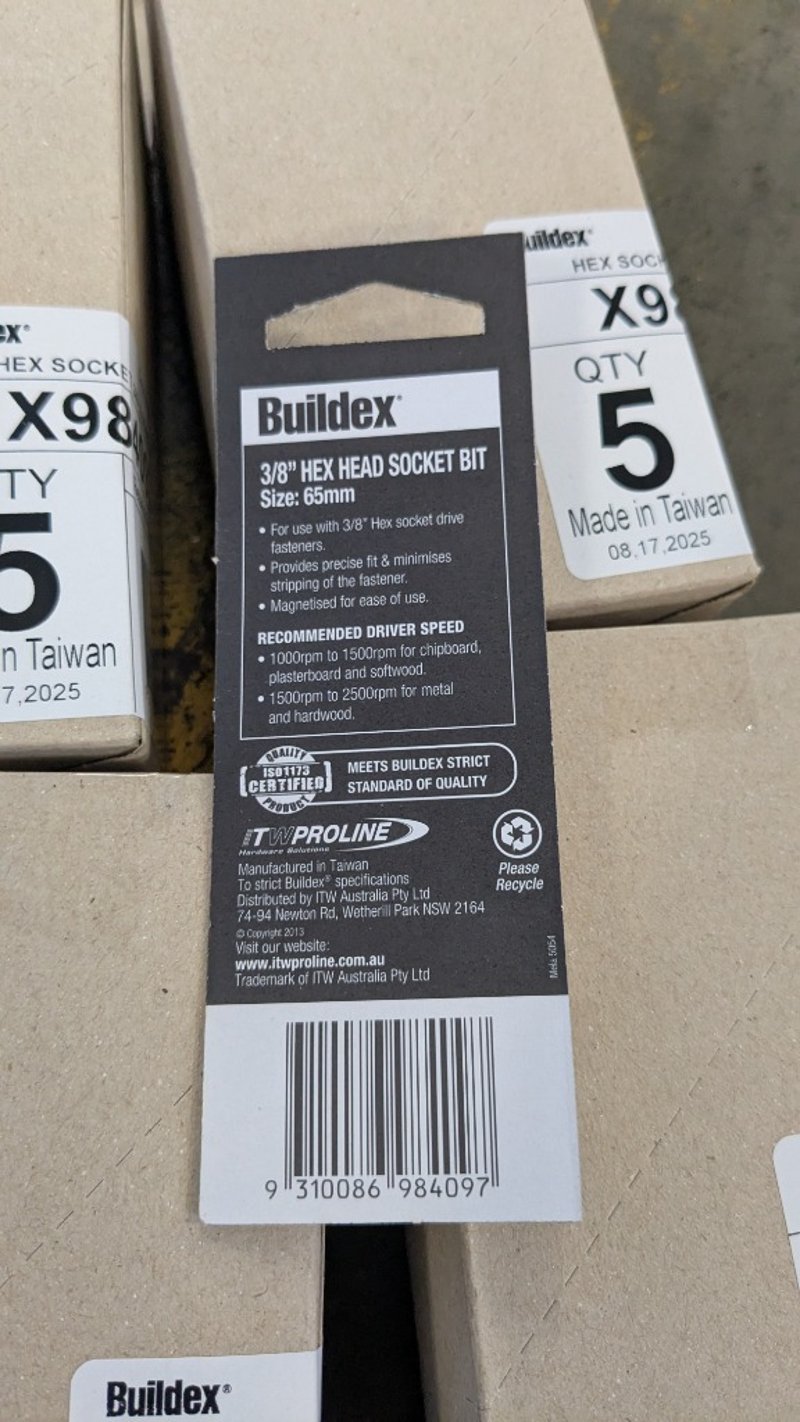 Buildex®
3/8" HEX HEAD SOCKET BIT
Size: 65mm
• For use with 3/8" Hex socket drive
fasteners.
• Provides precise fit & minimises
stripping of the fastener.
• Magnetised for ease of use.
RECOMMENDED DRIVER SPEED
• 1000rpm to 1500rpm for chipboard,
plasterboard and softwood.
• 1500rpm to 2500rpm for metal
and hardwood.
QUALITY
ISO1173
CERTIFIED
PRODUCT
MEETS BUILDEX STRICT
STANDARD OF QUALITY
ITWPROLINE
Hardware Solutions
Please
Recycle
Manufactured in Taiwan
To strict Buildex® specifications
Distributed by ITW Australia Pty Ltd
74-94 Newton Rd, Wetherill Park NSW 2164
© Copyright 2013
Visit our website:
www.itwproline.com.au
Trademark of ITW Australia Pty Ltd
Mela 5054
9 310086 984097
uildex®
HEX SOCK
X98
QTY
5
Made in Taiwan
08,17,2025
ex®
HEX SOCKE
X98
TY
5
n Taiwan
7,2025
Buildex®